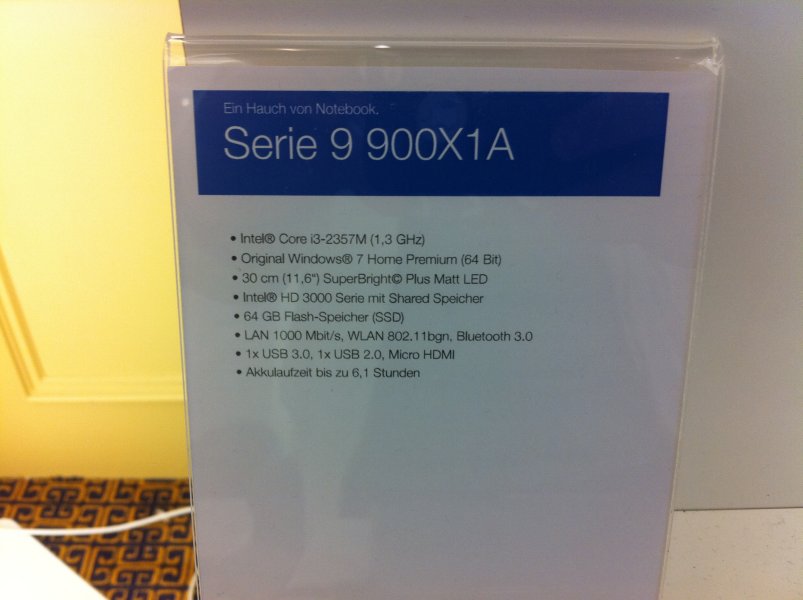 Ein Hauch von Notebook.
Serie 9 900X1A
• Intel® Core i3-2357M (1,3 GHz)
• Original Windows® 7 Home Premium (64 Bit)
• 30 cm (11,6") SuperBright© Plus Matt LED
• Intel® HD 3000 Serie mit Shared Speicher
• 64 GB Flash-Speicher (SSD)
• LAN 1000 Mbit/s, WLAN 802.11bgn, Bluetooth 3.0
• 1x USB 3.0, 1x USB 2.0, Micro HDMI
• Akkulaufzeit bis zu 6,1 Stunden